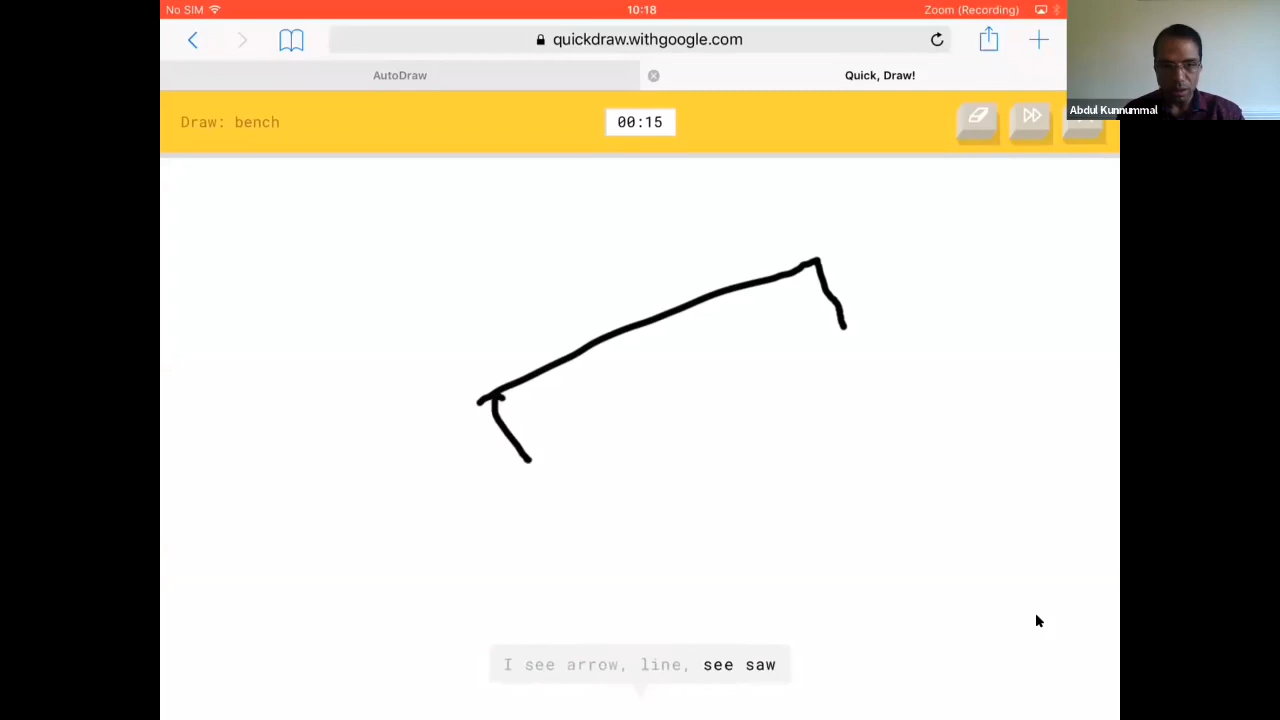 No SIM
10:18
Zoom (Recording)
quickdraw.withgoogle.com
AutoDraw
Quick, Draw!
Abdul Kunnummal
Draw: bench
00:15
I see arrow, line, see saw